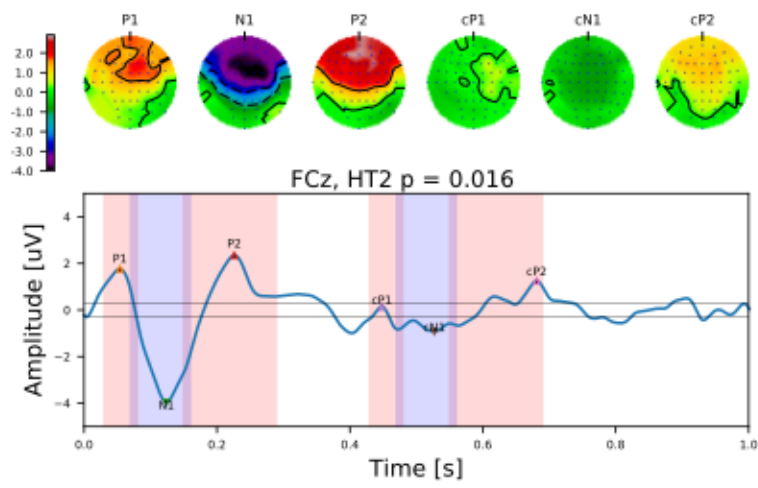 P1 N1 P2 cP1 cN1 cP2
2.0
1.0
0.0
-1.0
-2.0
-3.0
-4.0
FCz, HT2 p = 0.016
Amplitude [uV]
4
2
0
−2
−4
P1
N1
P2
cP1
cN1
cP2
0.0 0.2 0.4 0.6 0.8 1.0
Time [s]